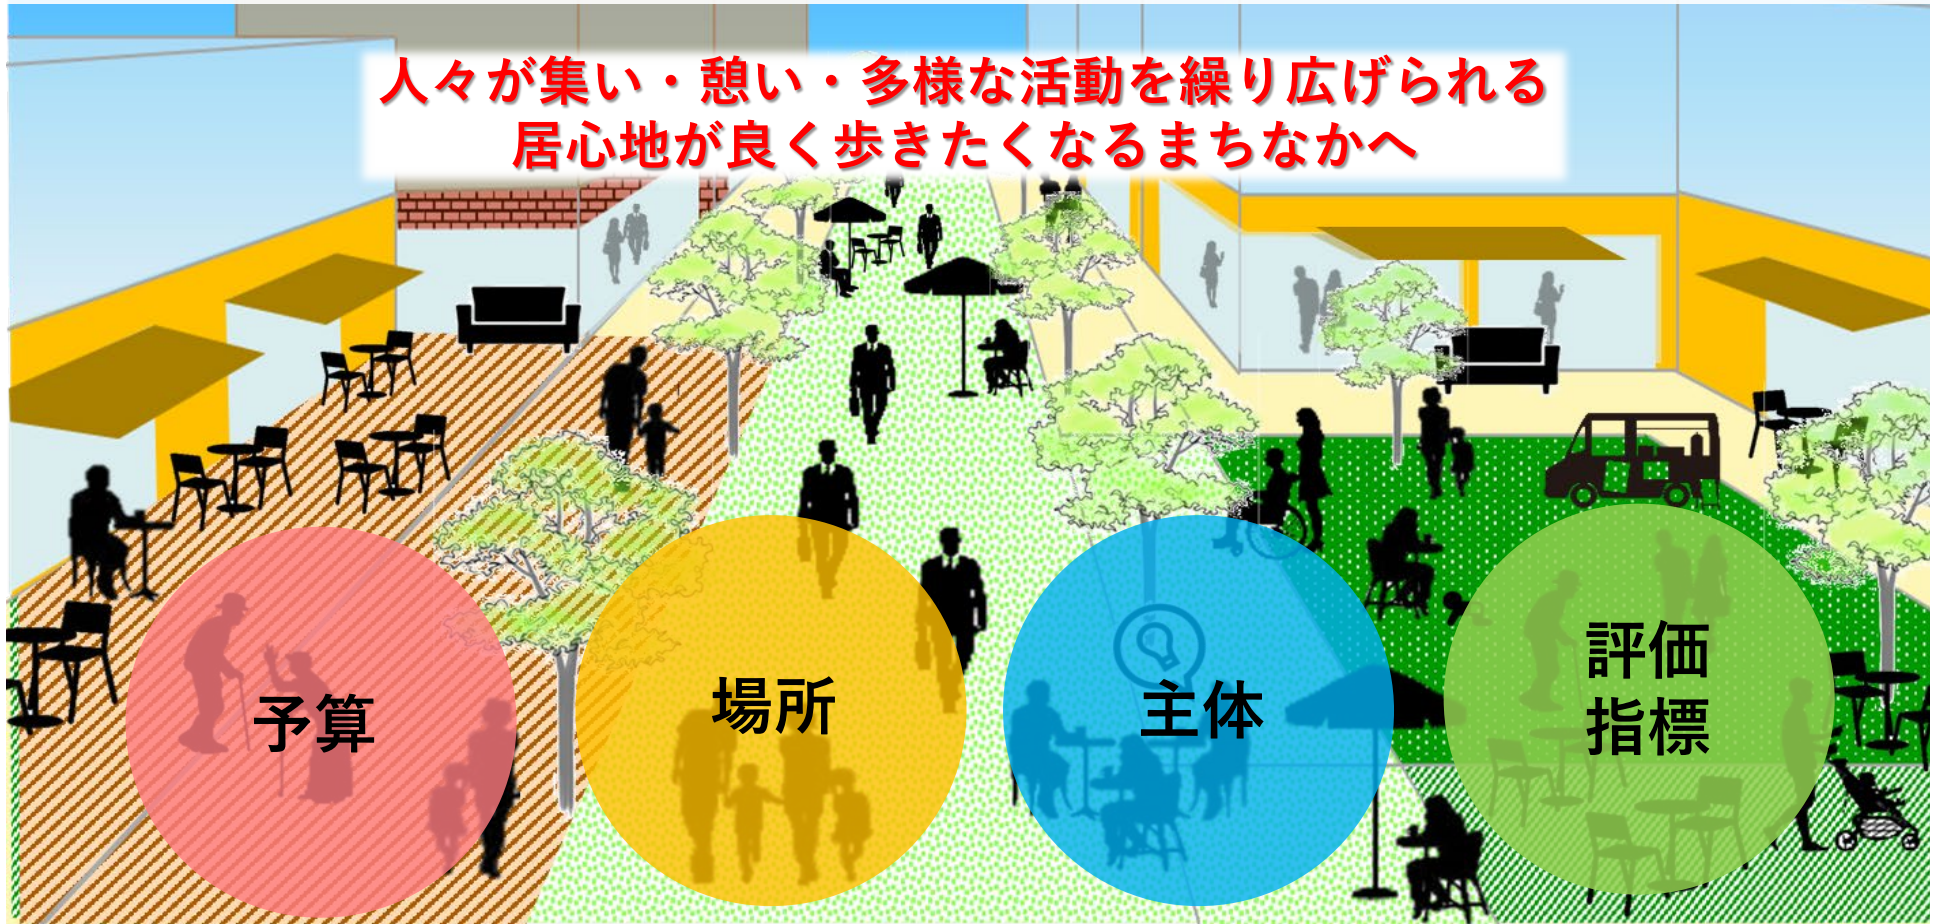 人々が集い・憩い・多様な活動を繰り広げられる
居心地が良く歩きたくなるまちなかへ
予算
場所
主体
評価
指標